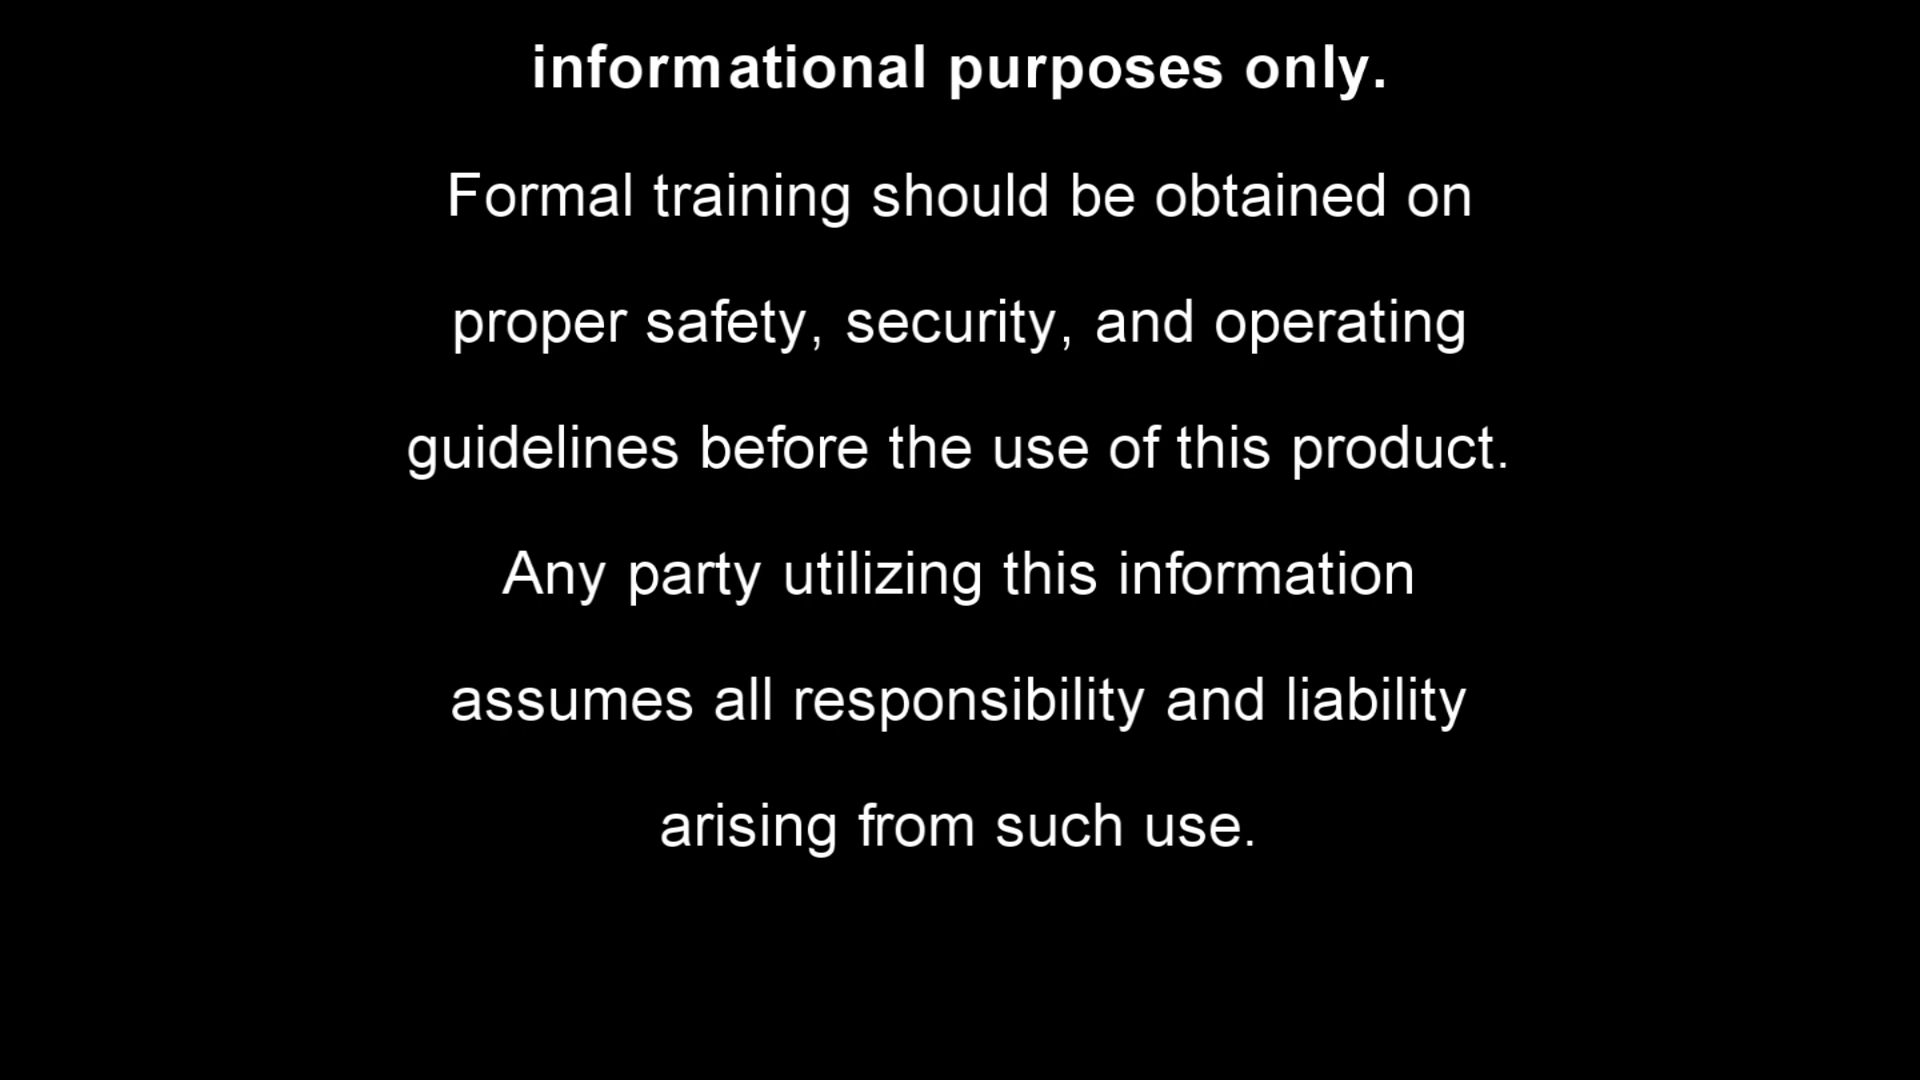 informational purposes only.
Formal training should be obtained on
proper safety, security, and operating
guidelines before the use of this product.
Any party utilizing this information
assumes all responsibility and liability
arising from such use.